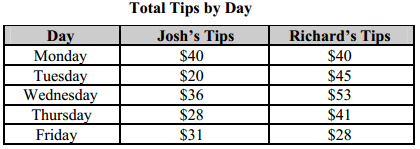 Total Tips by Day
Day Josh's Tips Richard's Tips
Monday $40 $40
Tuesday $20 $45
Wednesday $36 $53
Thursday $28 $41
Friday $31 $28